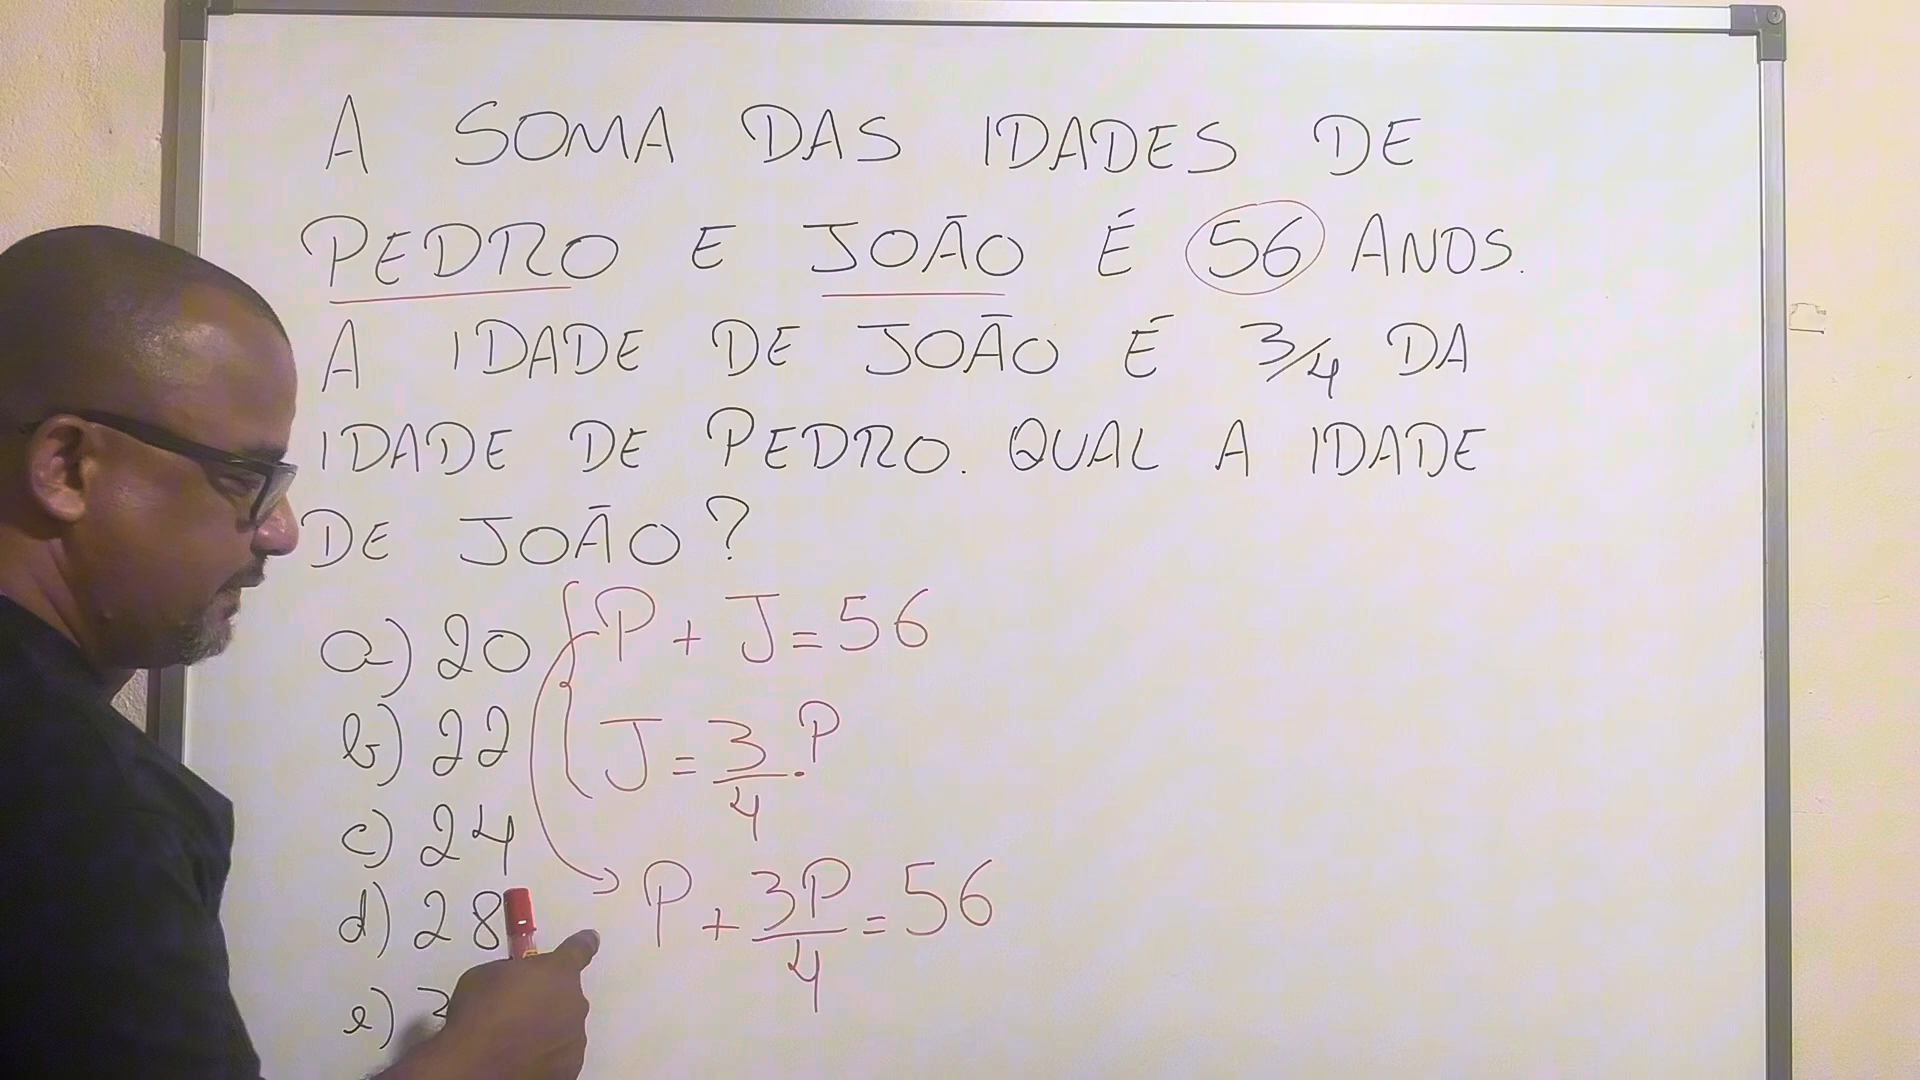 A SOMA DAS IDADES DE
PEDRO E JOÃO É 56 ANOS.
A IDADE DE JOÃO É 3/4 DA
IDADE DE PEDRO. QUAL A IDADE
DE JOÃO?
a) 20
b) 22
c) 24
d) 28
e)
P + J = 56
J = 3/4 . P
P + 3P/4 = 56